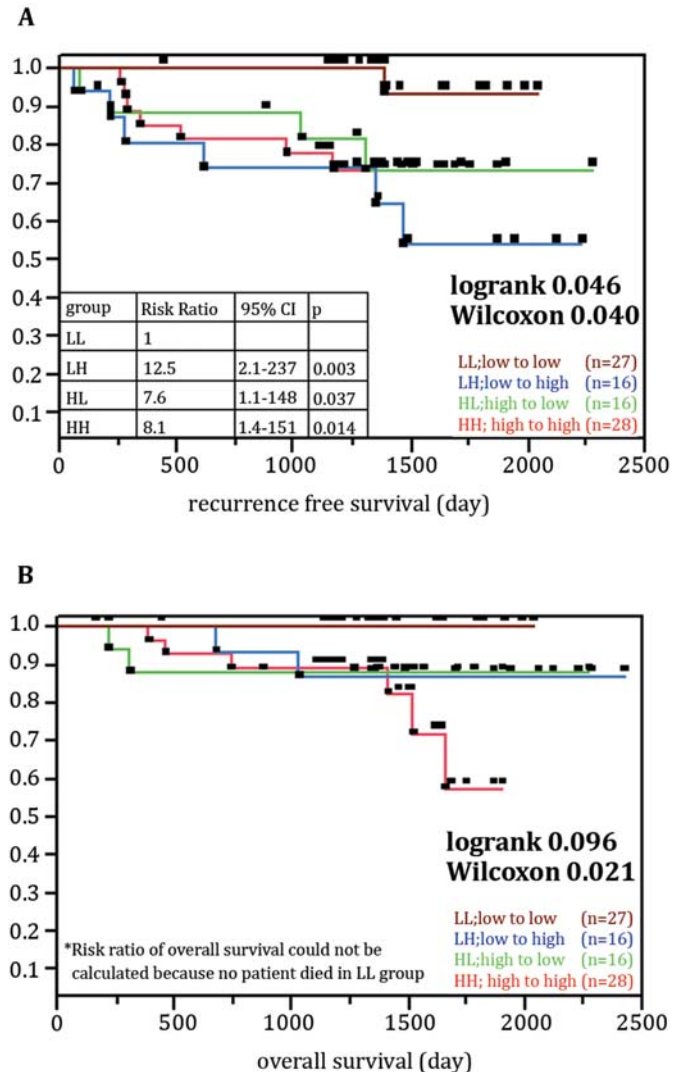 A
1.0
0.9
0.8
0.7
0.6
0.5
0.4
0.3
0.2
0.1
group Risk Ratio 95% CI p
LL 1
LH 12.5 2.1-237 0.003
HL 7.6 1.1-148 0.037
HH 8.1 1.4-151 0.014
logrank 0.046
Wilcoxon 0.040
LL;low to low (n=27)
LH;low to high (n=16)
HL;high to low (n=16)
HH; high to high (n=28)
0 500 1000 1500 2000 2500
recurrence free survival (day)
B
1.0
0.9
0.8
0.7
0.6
0.5
0.4
0.3
0.2
0.1
logrank 0.096
Wilcoxon 0.021
LL;low to low (n=27)
LH;low to high (n=16)
HL;high to low (n=16)
HH; high to high (n=28)
*Risk ratio of overall survival could not be
calculated because no patient died in LL group
0 500 1000 1500 2000 2500
overall survival (day)